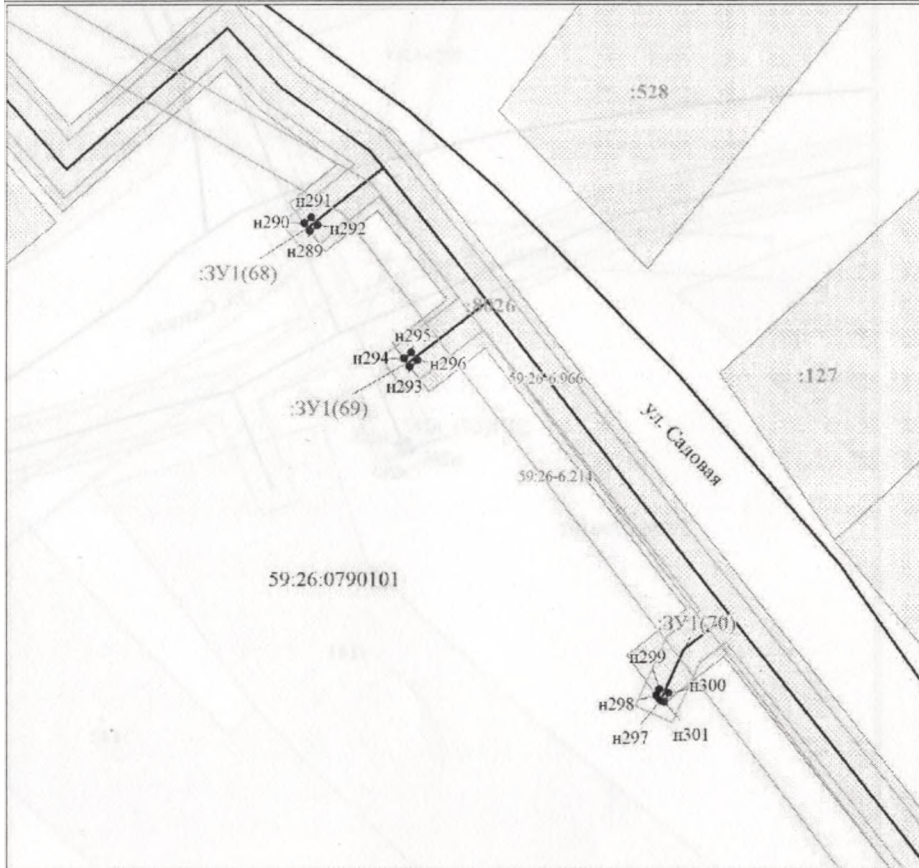 :528
н291
н290
н292
н289
:ЗУ1(68)
:8026
н295
н294
н296
н293
59:26-6.966
:127
:ЗУ1(69)
ул. Садовая
59:26-6.214
59:26:0790101
:ЗУ1(70)
н299
н300
н298
н297
н301